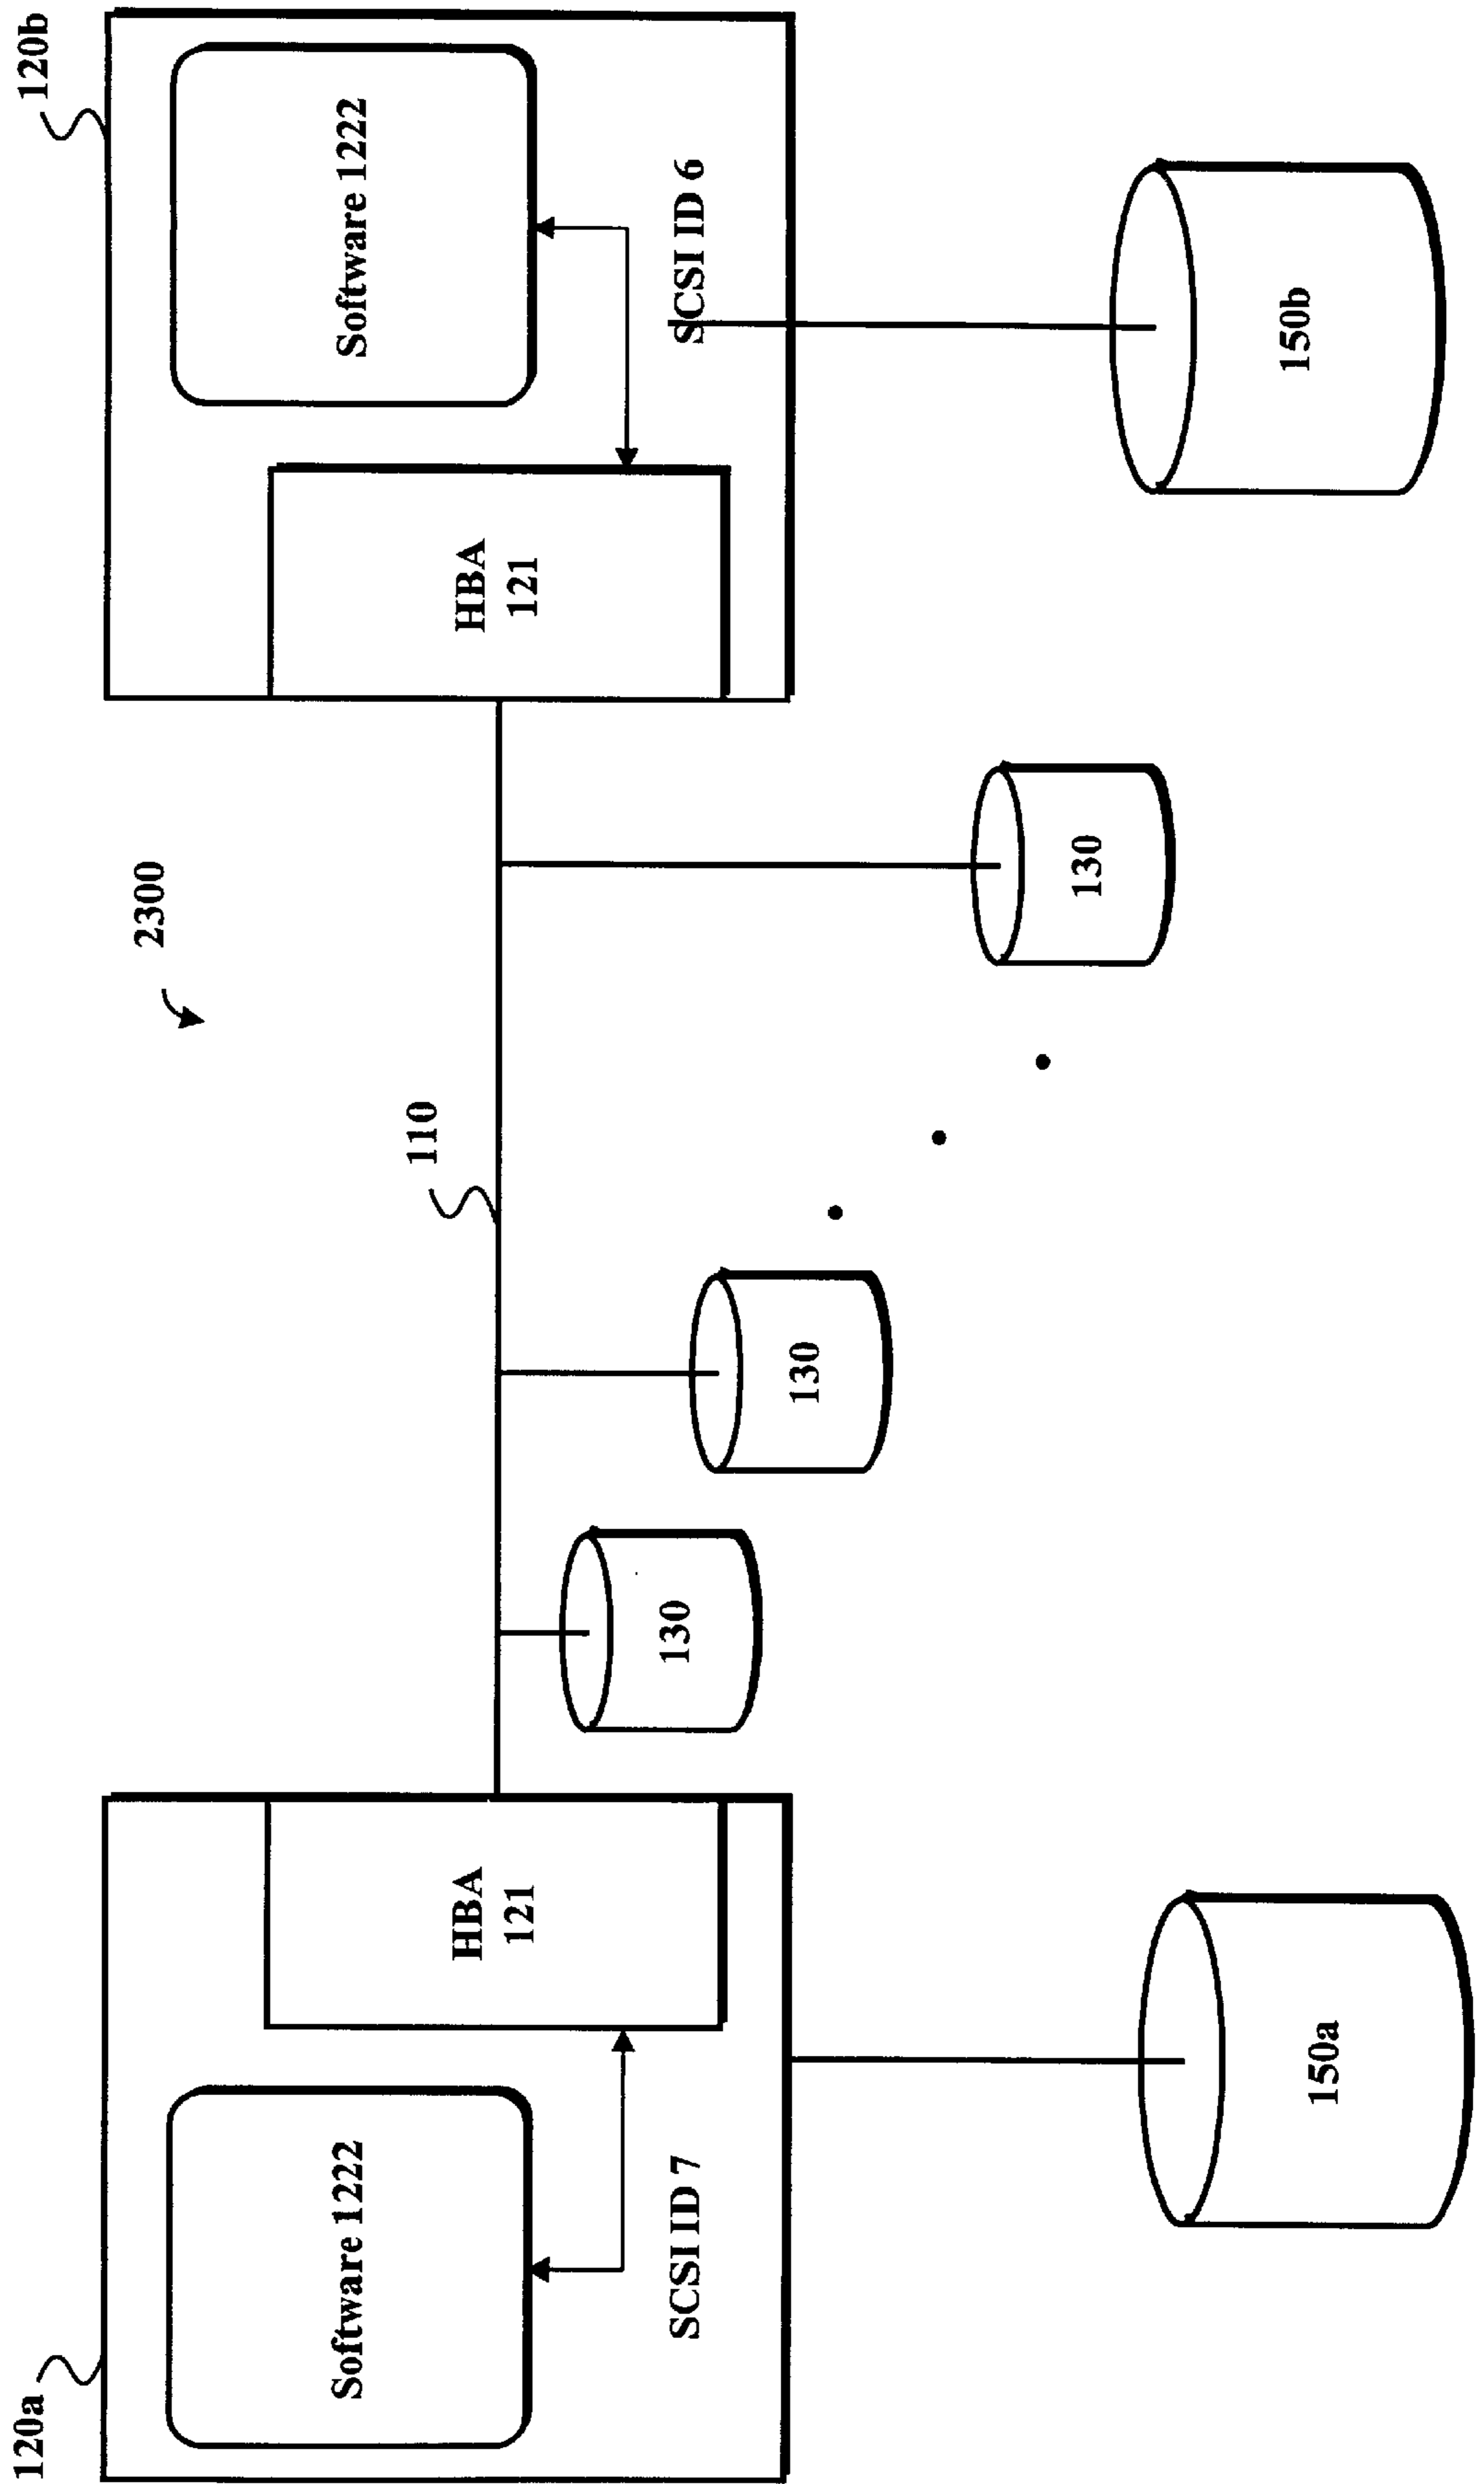 120a
Software 1222
HBA
121
SCSI ID 7
150a
2300
110
130
130
130
120b
Software 1222
HBA
121
SCSI ID 6
150b